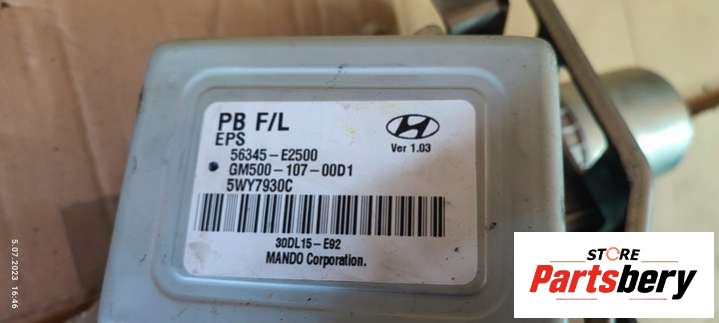 PB F/L
EPS
56345-E2500
GM500-107-00D1
5WY7930C
Ver 1.03
30DL15-E92
MANDO Corporation.
5.07.2023 16:46
STORE
Partsbery